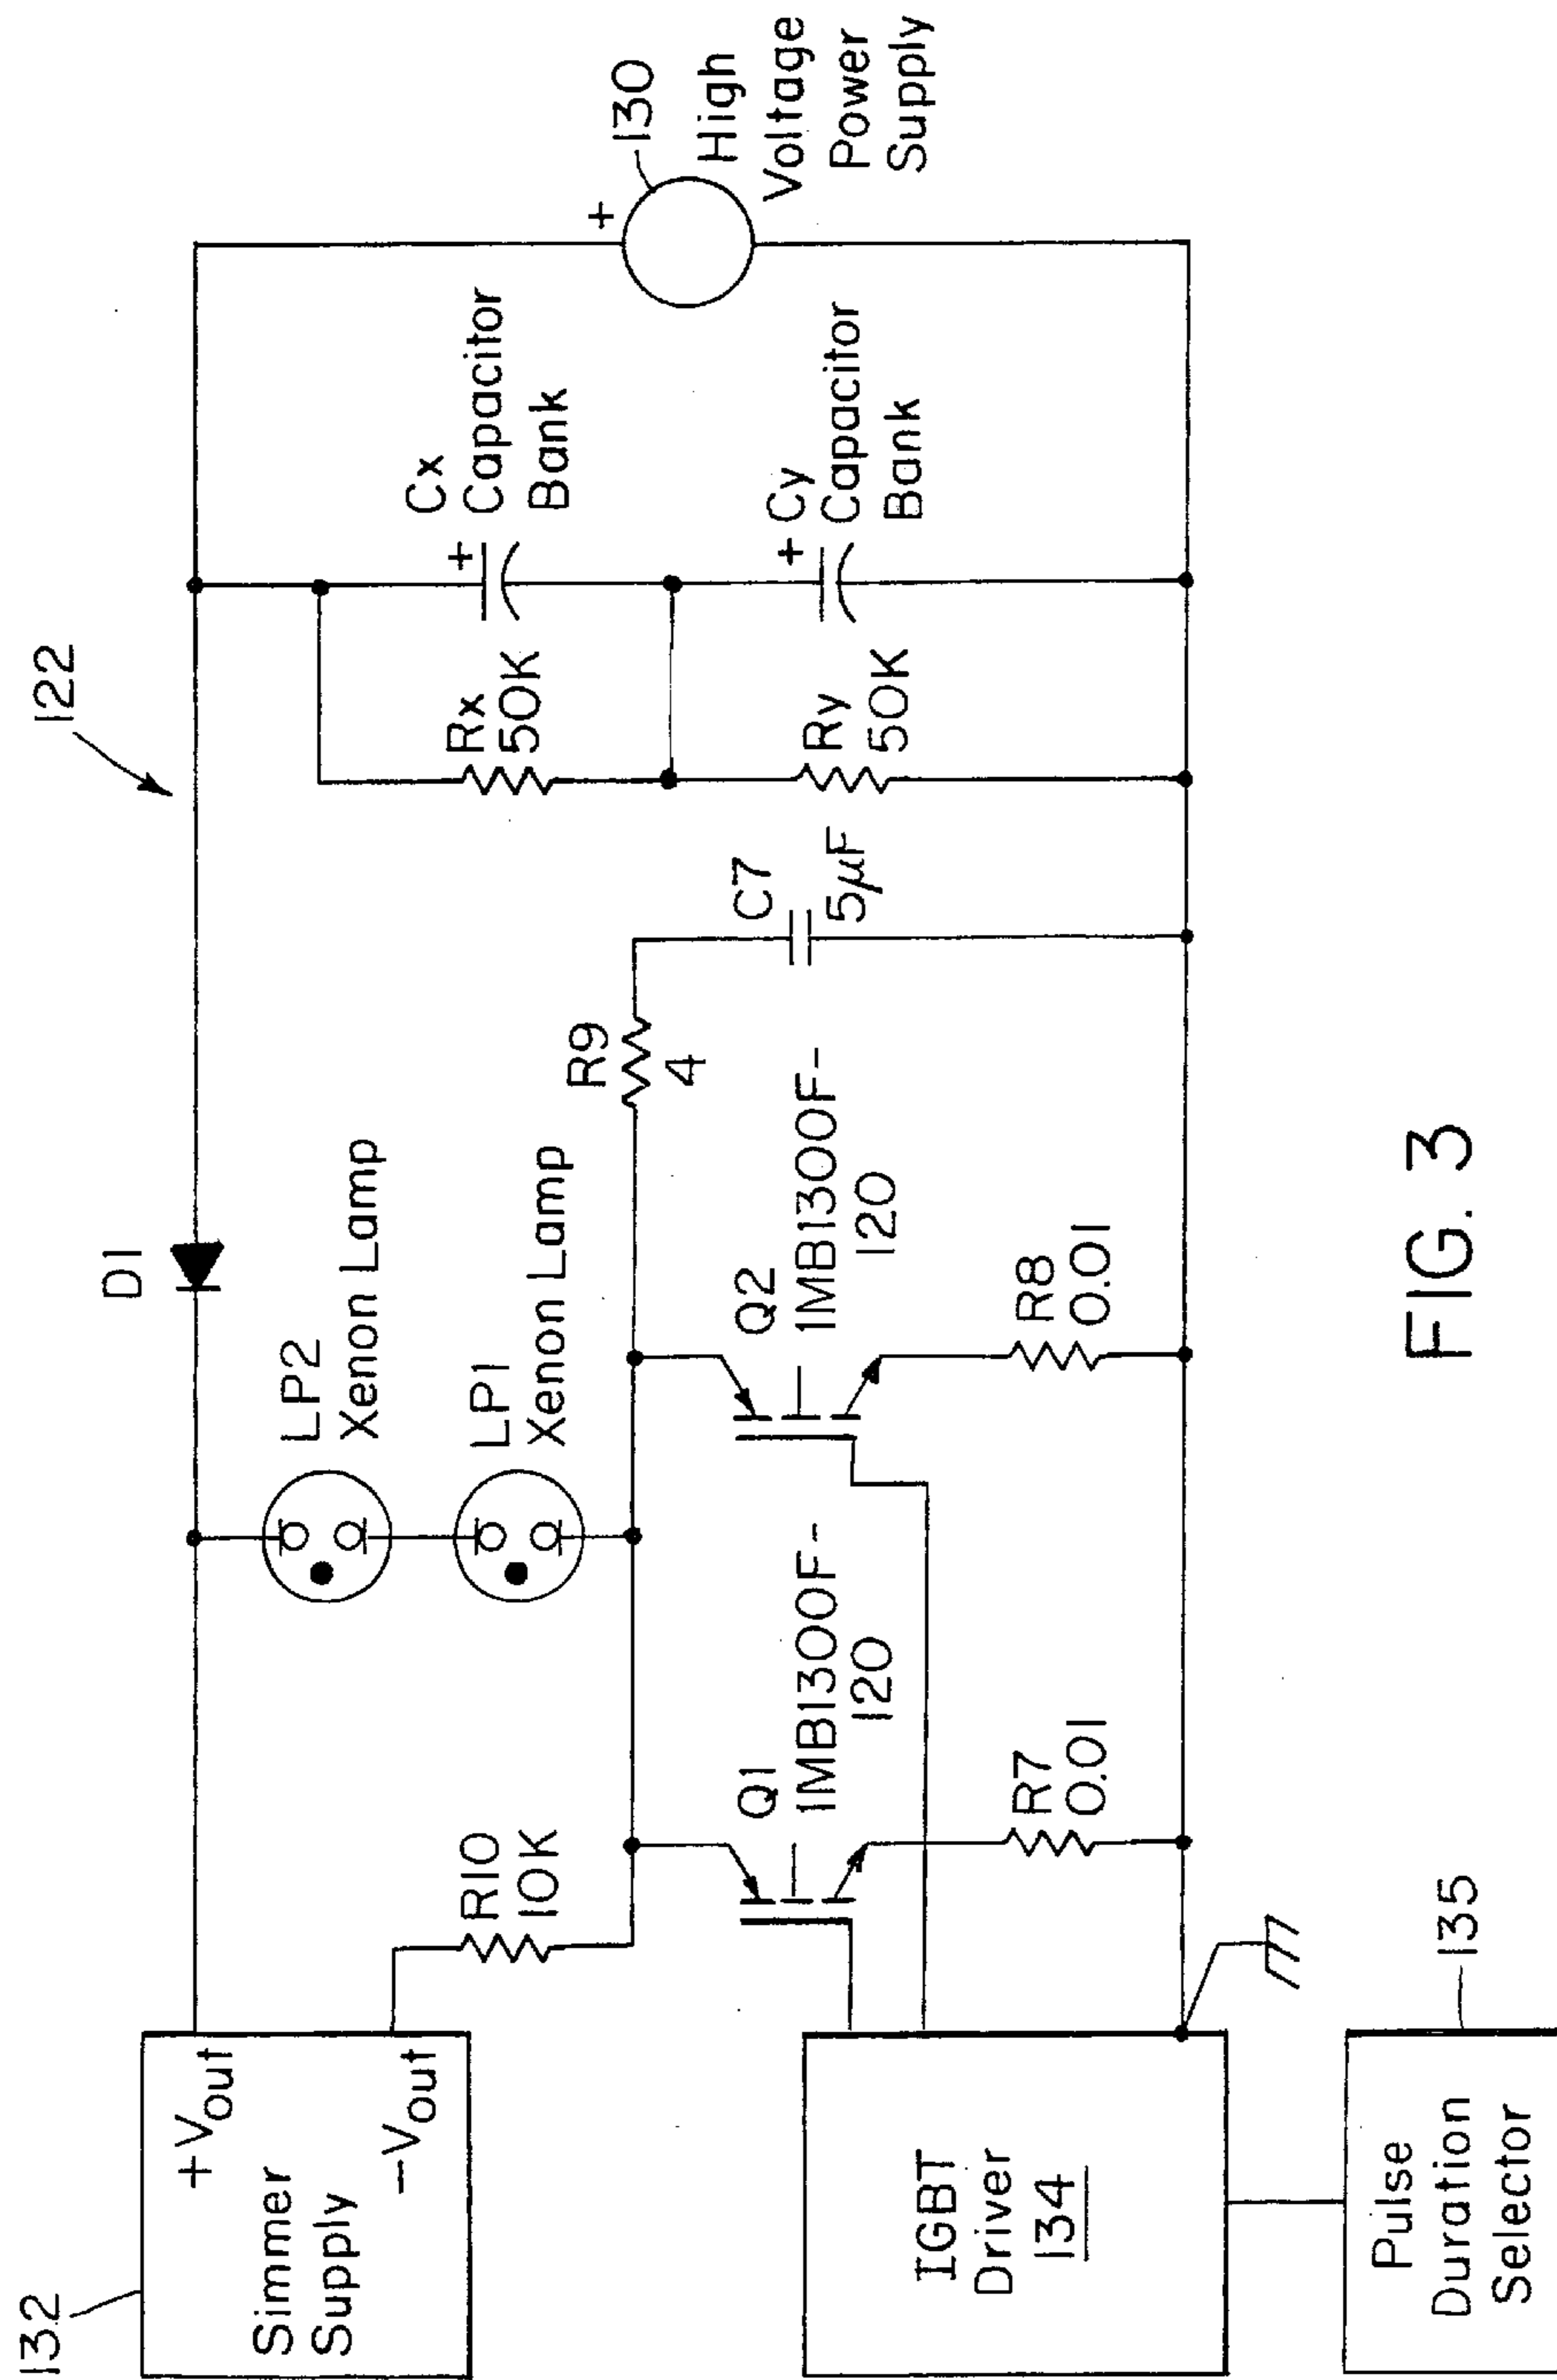 132
Simmer
Supply
+Vout
−Vout
R10
10K
LP2
Xenon Lamp
LP1
Xenon Lamp
D1
122
Cx
Capacitor
Bank
Rx
50K
Cy
Capacitor
Bank
Ry
50K
+
+
+
130
High
Voltage
Power
Supply
R9
4
C7
5µF
Q1
1MB1300F-
120
Q2
1MB1300F-
120
R7
0.01
R8
0.01
IGBT
Driver
134
Pulse
Duration
Selector
135
FIG. 3